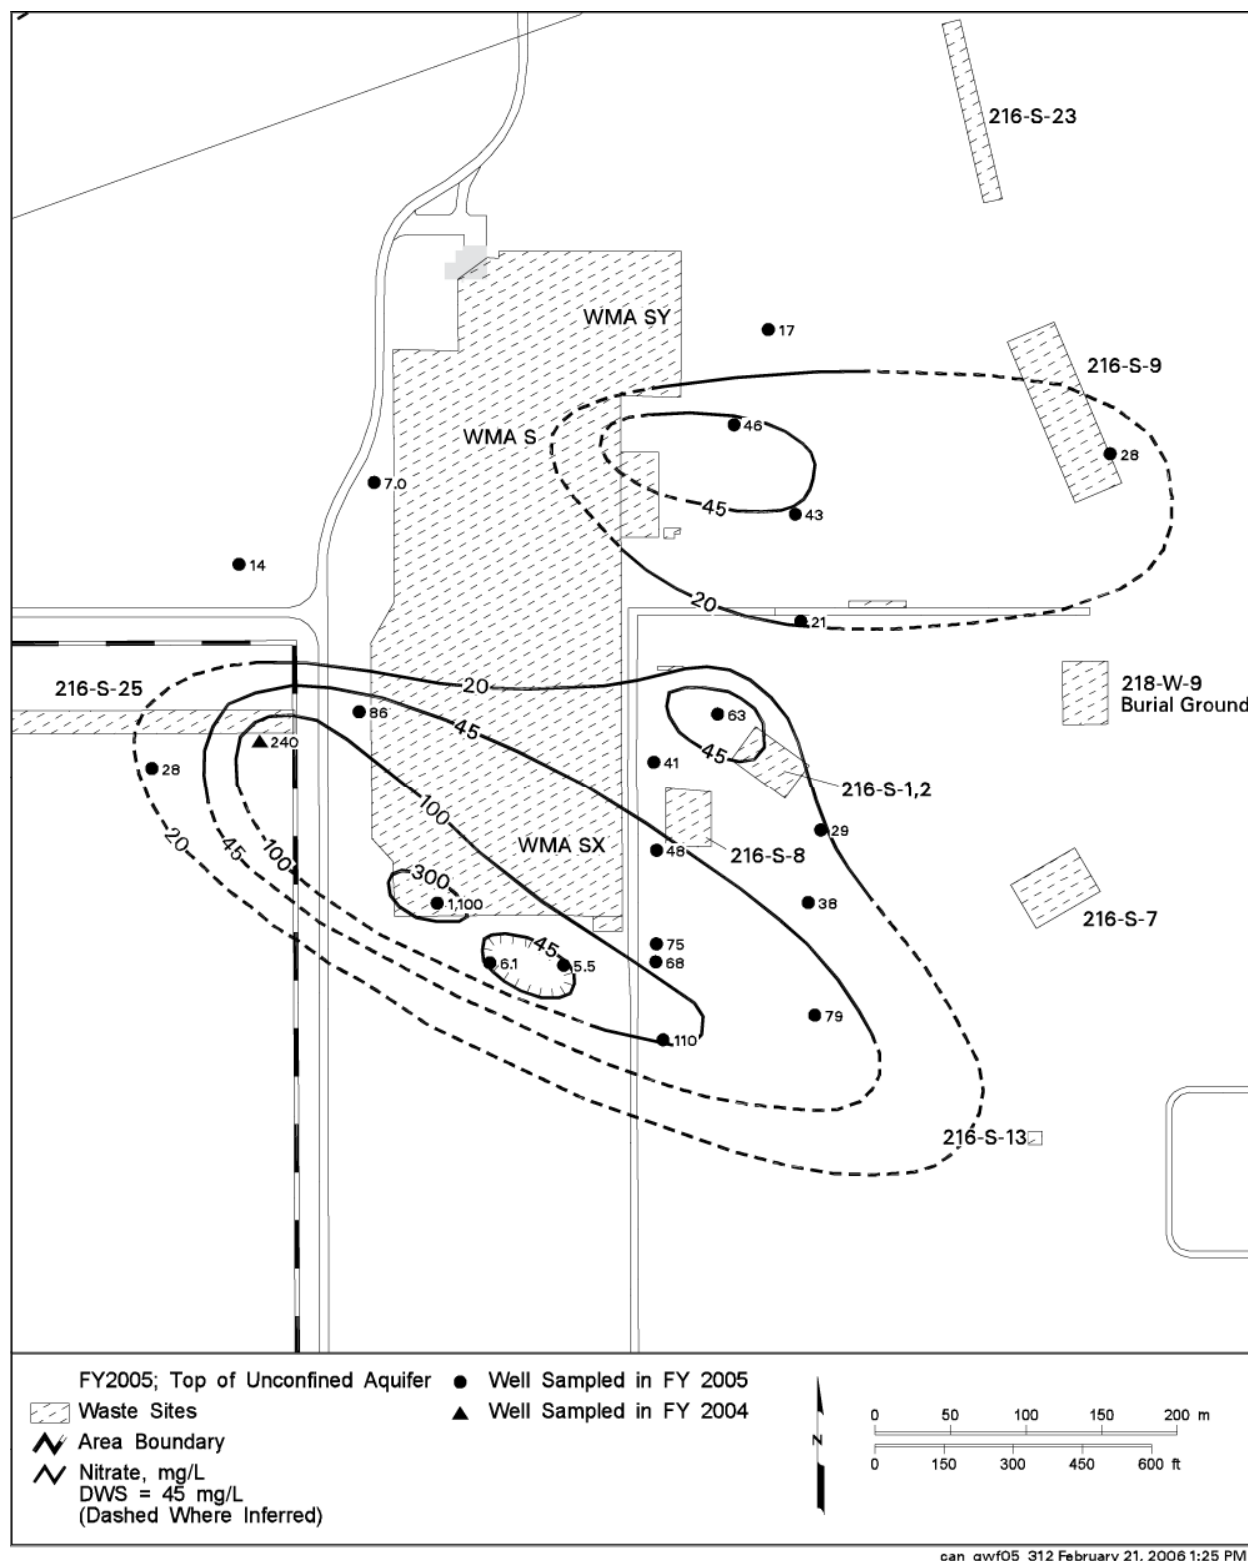 216-S-23
WMA SY
17
216-S-9
46
WMA S
28
7.0
45
43
14
20
21
216-S-25
20
218-W-9
Burial Ground
86
45
63
240
45
28
41
100
216-S-1,2
20
45
100
WMA SX
29
48
216-S-8
300
1,100
38
216-S-7
45
75
6.1
5.5
68
79
110
216-S-13
FY2005; Top of Unconfined Aquifer
Waste Sites
Area Boundary
Nitrate, mg/L
DWS = 45 mg/L
(Dashed Where Inferred)
Well Sampled in FY 2005
Well Sampled in FY 2004
N
0 50 100 150 200 m
0 150 300 450 600 ft
can_gwf05_312 February 21, 2006 1:25 PM